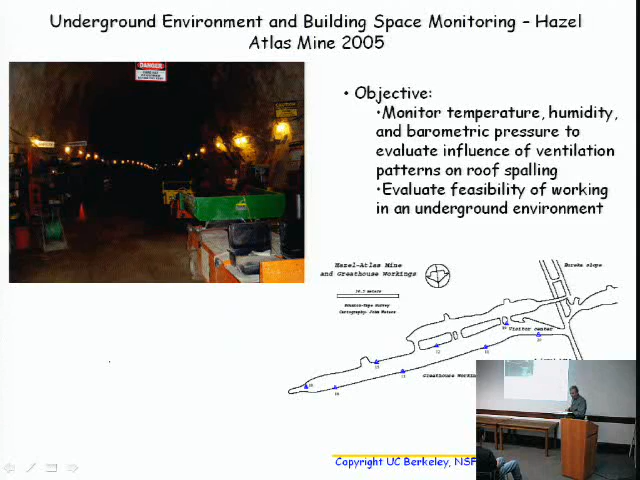 Underground Environment and Building Space Monitoring – Hazel
Atlas Mine 2005
DANGER
• Objective:
•Monitor temperature, humidity,
and barometric pressure to
evaluate influence of ventilation
patterns on roof spalling
•Evaluate feasibility of working
in an underground environment
Hazel-Atlas Mine
and Greathouse Workings
Eureka slope
Visitor center
Greathouse Workin
Copyright UC Berkeley, NSF